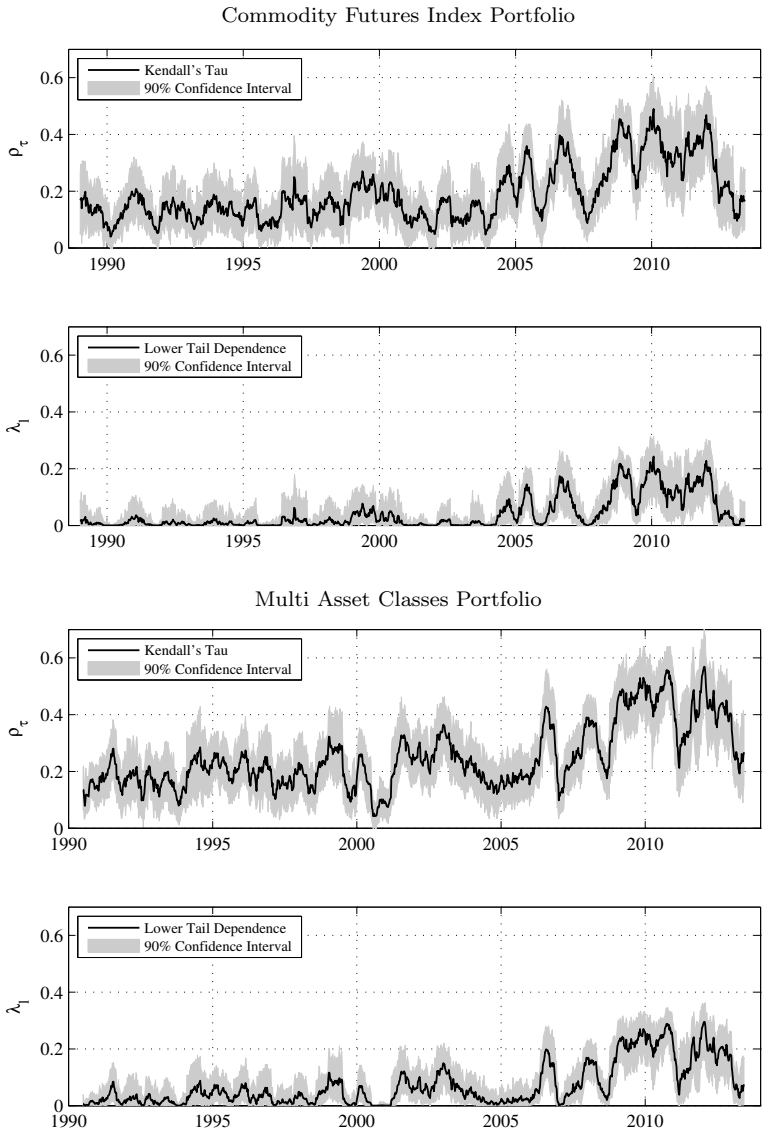 Commodity Futures Index Portfolio
Kendall's Tau
90% Confidence Interval
ρτ
0.6
0.4
0.2
0
1990 1995 2000 2005 2010
Lower Tail Dependence
90% Confidence Interval
λl
0.6
0.4
0.2
0
1990 1995 2000 2005 2010
Multi Asset Classes Portfolio
Kendall's Tau
90% Confidence Interval
ρτ
0.6
0.4
0.2
0
1990 1995 2000 2005 2010
Lower Tail Dependence
90% Confidence Interval
λl
0.6
0.4
0.2
0
1990 1995 2000 2005 2010